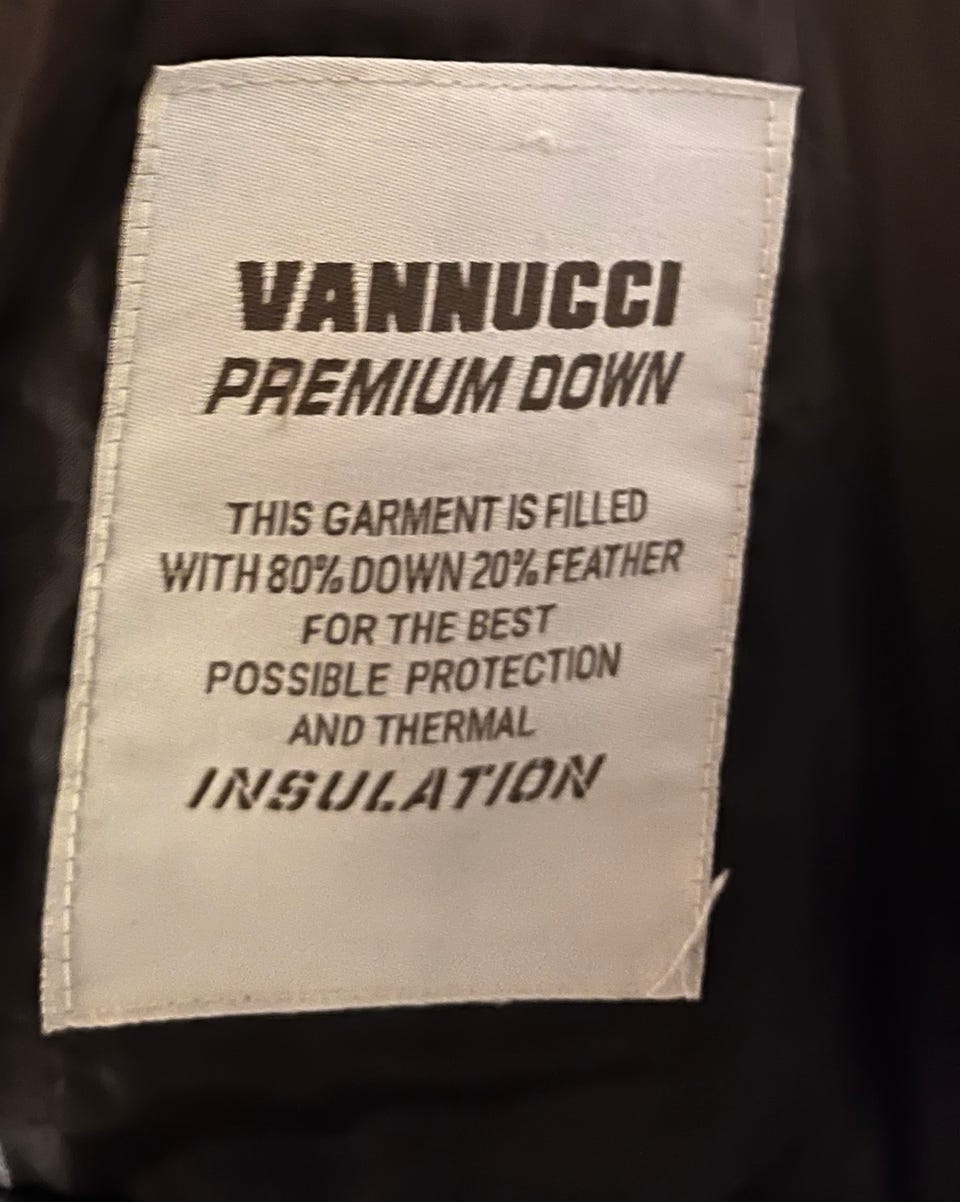 VANNUCCI
PREMIUM DOWN
THIS GARMENT IS FILLED
WITH 80% DOWN 20% FEATHER
FOR THE BEST
POSSIBLE PROTECTION
AND THERMAL
INSULATION